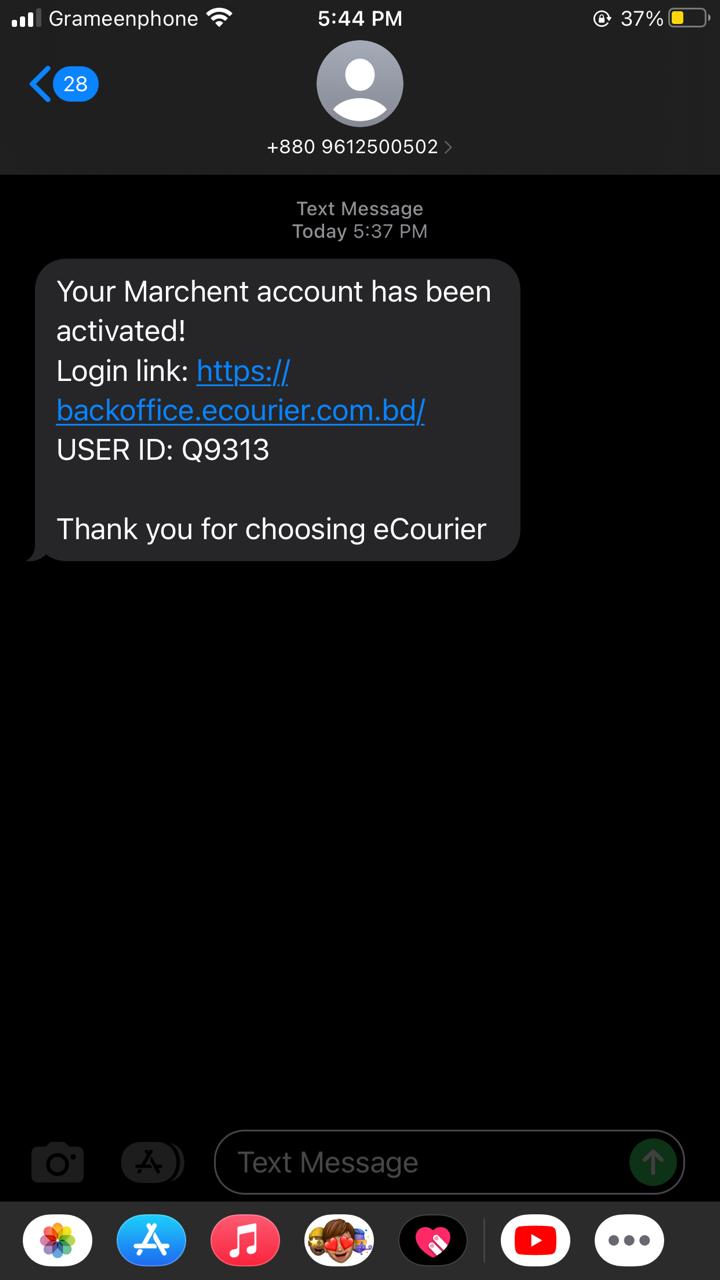 Grameenphone 5:44 PM 37%
28
+880 9612500502
Text Message
Today 5:37 PM
Your Marchent account has been
activated!
Login link: https://
backoffice.ecourier.com.bd/
USER ID: Q9313
Thank you for choosing eCourier
Text Message